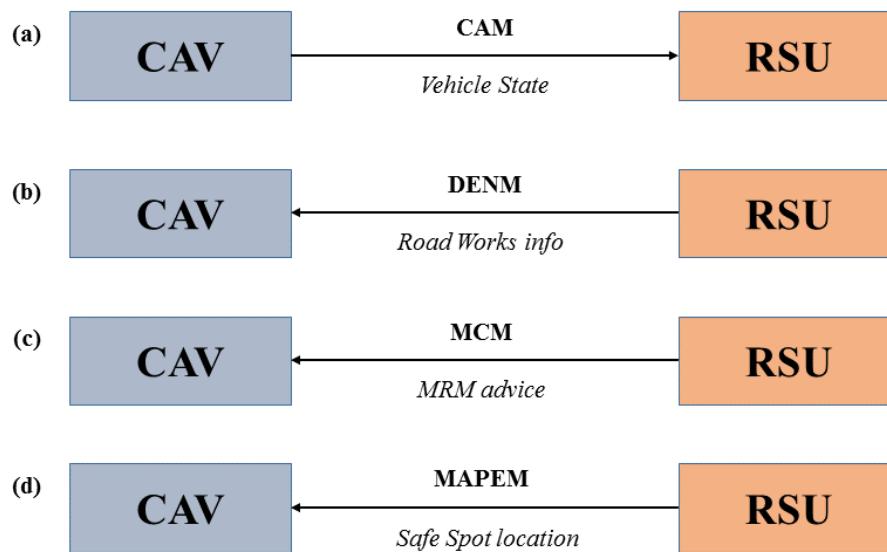 (a)
CAV
CAM
Vehicle State
RSU
(b)
CAV
DENM
Road Works info
RSU
(c)
CAV
MCM
MRM advice
RSU
(d)
CAV
MAPEM
Safe Spot location
RSU